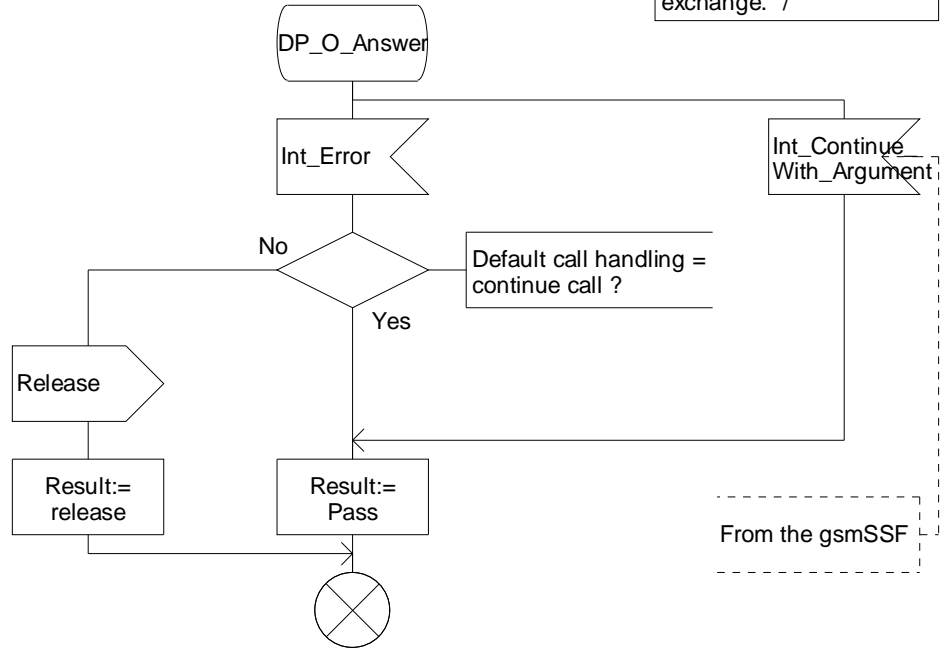 exchange. */
DP_O_Answer
Int_Error
Int_Continue_
With_Argument
No
Default call handling =
continue call ?
Yes
Release
Result:=
release
Result:=
Pass
From the gsmSSF